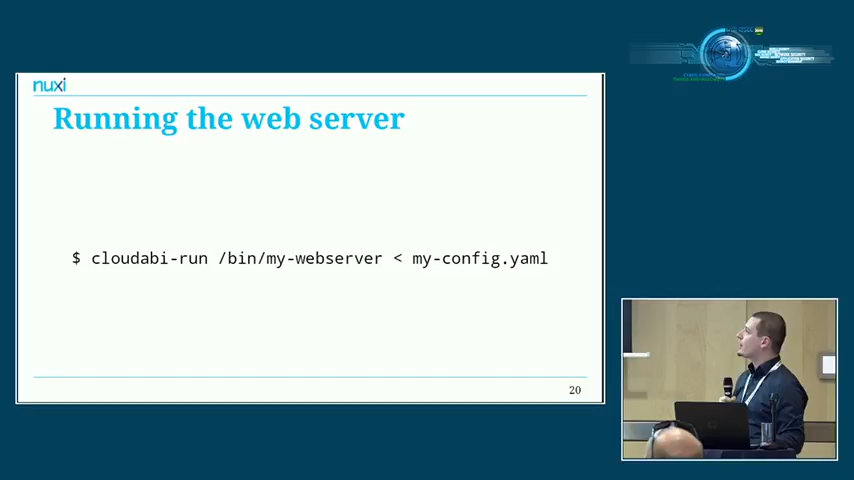 nuxi
Running the web server
$ cloudabi-run /bin/my-webserver < my-config.yaml
20